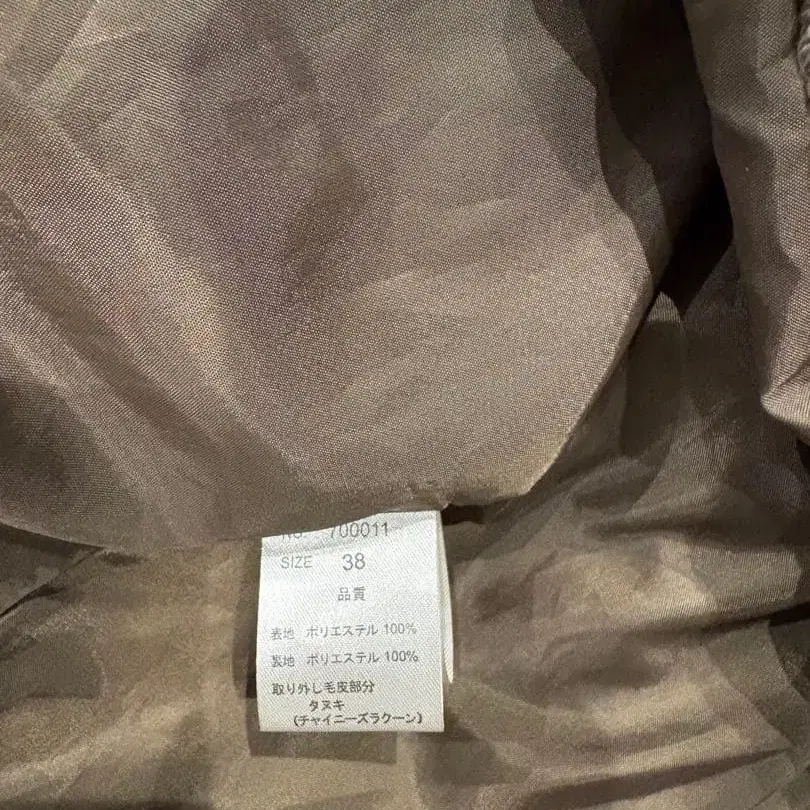 No. 700011
SIZE 38
品質
表地 ポリエステル 100%
裏地 ポリエステル 100%
取り外し毛皮部分
タヌキ
(チャイニーズラクーン)